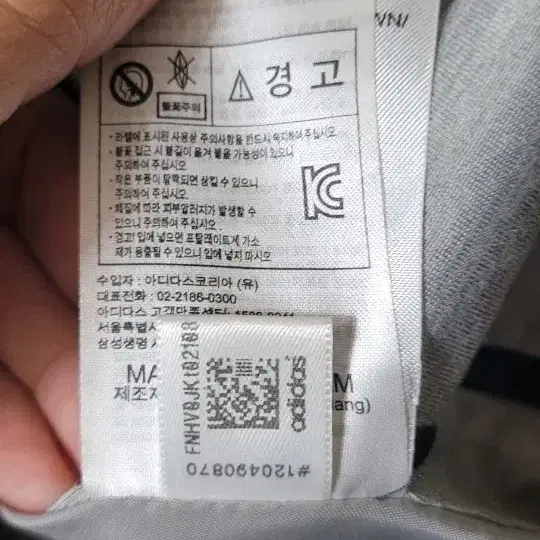 WN/
불꽃주의
⚠ 경 고
• 라벨에 표시된 사용상 주의사항을 반드시 숙지하여 주십시오
• 불꽃 접근 시 불길이 옮겨 붙을 가능성이 있으니
주의하여 주십시오
• 작은 부품이 탈락되면 삼킬 수 있으니
주의하여 주십시오
• 체질에 따라 피부알러지가 발생할 수
있으니 주의하여 주십시오
• 경고! 입에 넣으면 프탈레이트계 가소
제가 용출될 수 있으니 입에 넣지 마시오
수입자 : 아디다스코리아 (유)
대표전화 : 02-2186-0300
아디다스 고객만족센터
서울특별시
삼성생명
MA
M
제조
ang)
adidas
#120490870